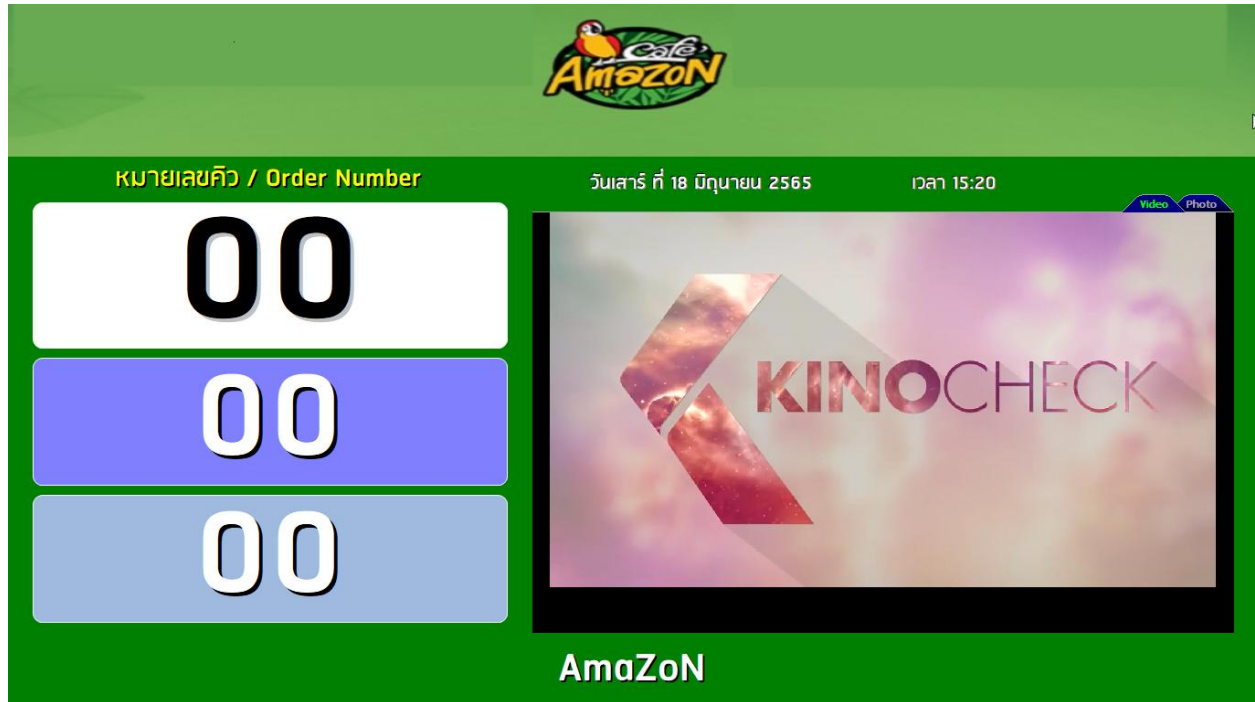 Café
AmazoN
หมายเลขคิว / Order Number
วันเสาร์ ที่ 18 มิถุนายน 2565 เวลา 15:20
Video Photo
00
00
00
KINOCHECK
AmaZoN